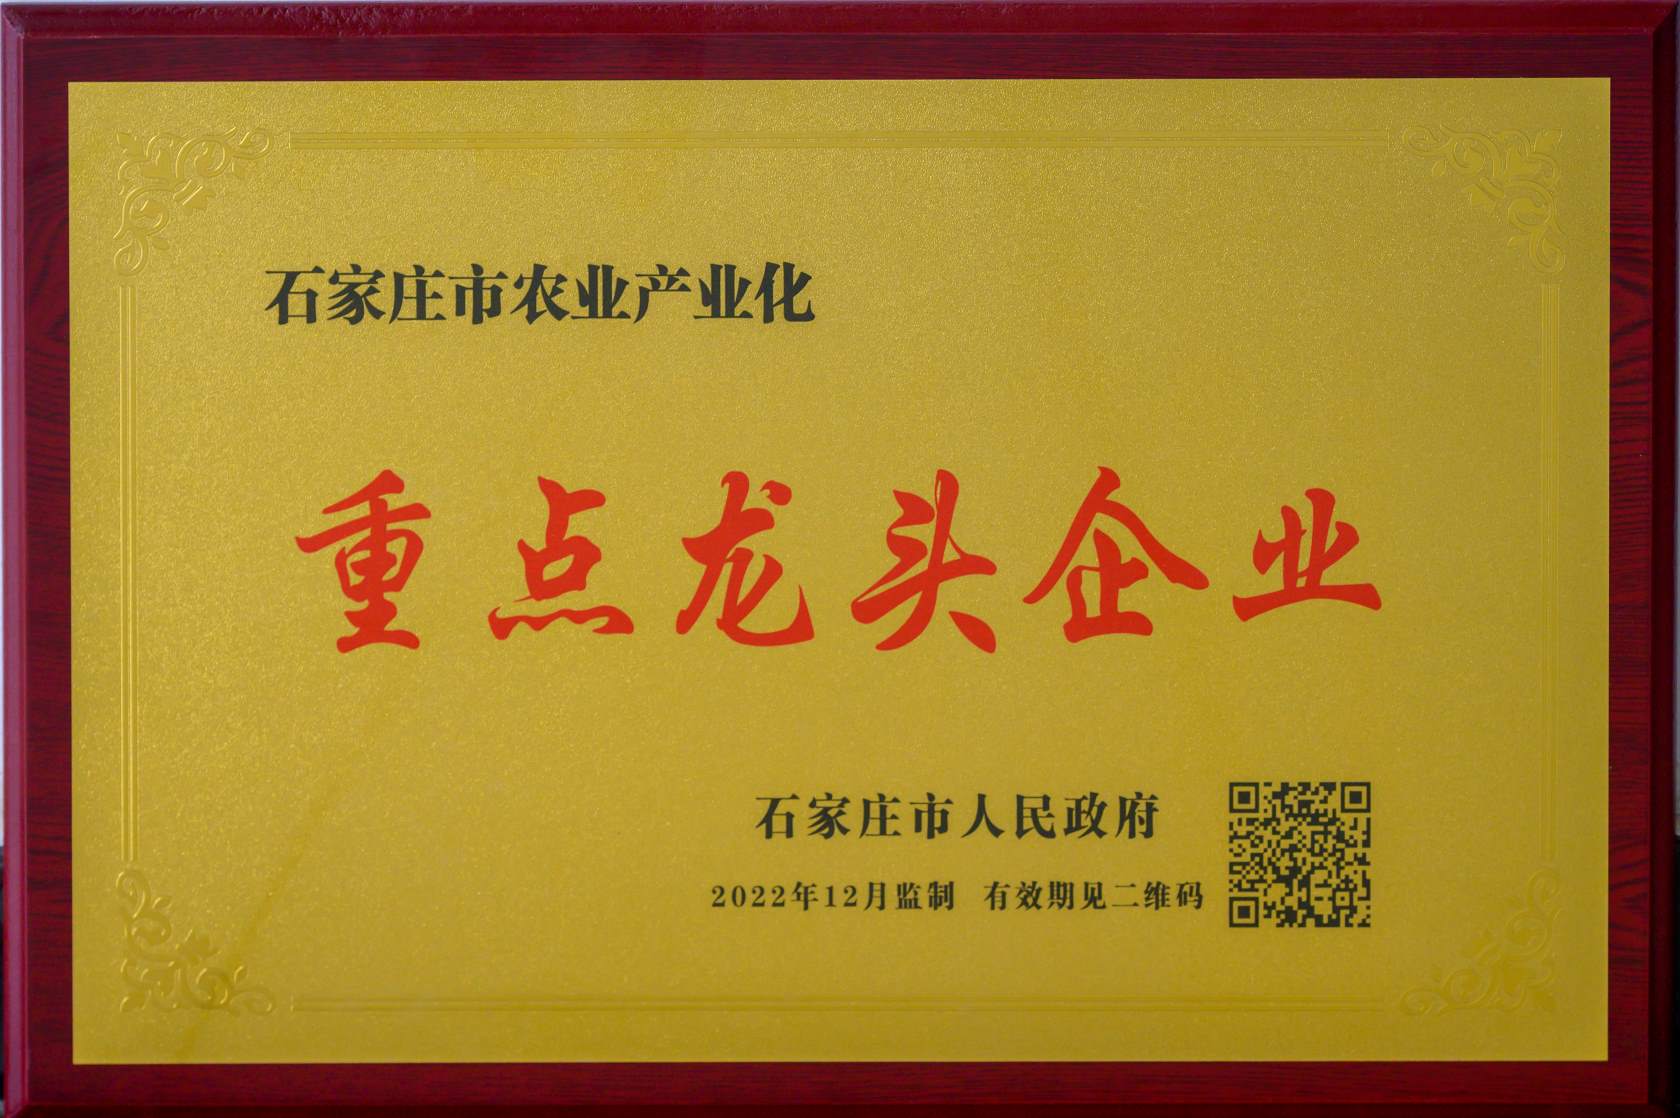 石家庄市农业产业化
重点龙头企业
石家庄市人民政府
2022年12月监制 有效期见二维码